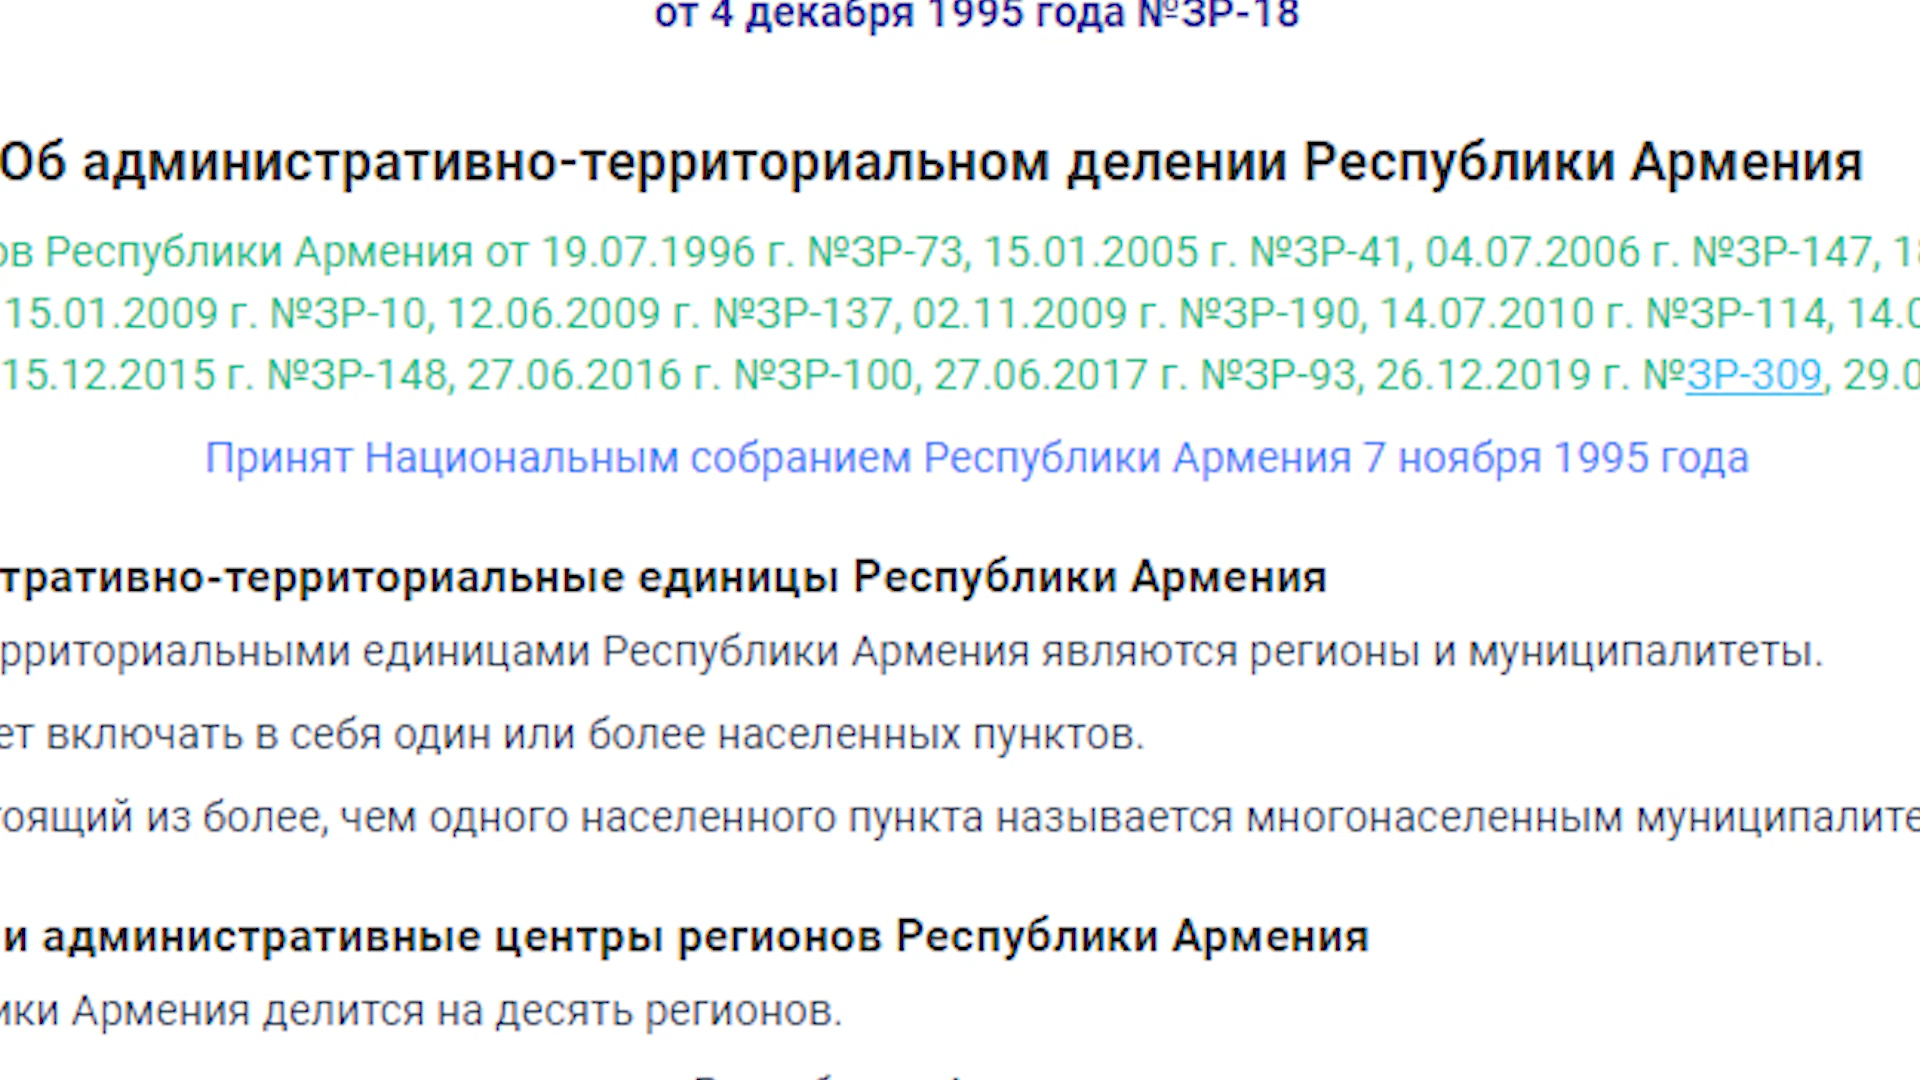 от 4 декабря 1995 года №ЗР-18
Об административно-территориальном делении Республики Армения
Республики Армения от 19.07.1996 г. №ЗР-73, 15.01.2005 г. №ЗР-41, 04.07.2006 г. №ЗР-147,
15.01.2009 г. №ЗР-10, 12.06.2009 г. №ЗР-137, 02.11.2009 г. №ЗР-190, 14.07.2010 г. №ЗР-114,
15.12.2015 г. №ЗР-148, 27.06.2016 г. №ЗР-100, 27.06.2017 г. №ЗР-93, 26.12.2019 г. №ЗР-309,
Принят Национальным собранием Республики Армения 7 ноября 1995 года
тративно-территориальные единицы Республики Армения
рриториальными единицами Республики Армения являются регионы и муниципалитеты.
ет включать в себя один или более населенных пунктов.
тоящий из более, чем одного населенного пункта называется многонаселенным муниципалите
и административные центры регионов Республики Армения
ики Армения делится на десять регионов.